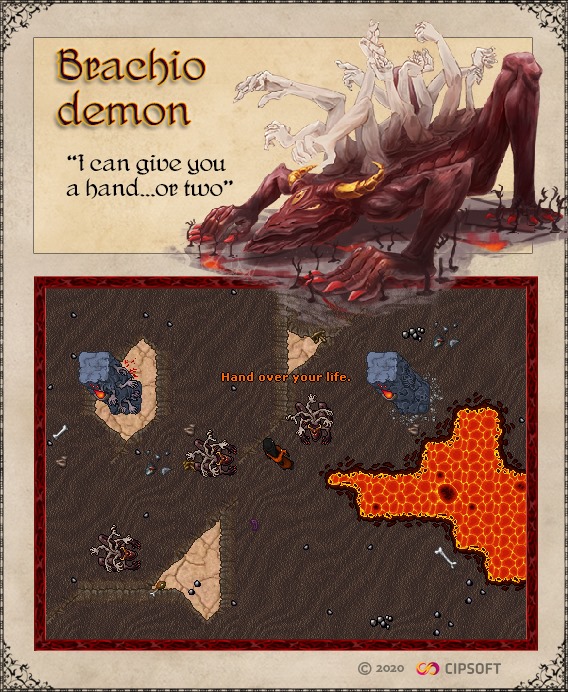 Brachio
demon
“I can give you
a hand...or two”
Hand over your life.
© 2020 CIPSOFT